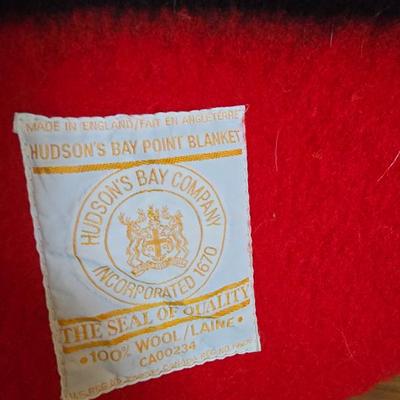 MADE IN ENGLAND/FAIT EN ANGLETERRE
HUDSON'S BAY POINT BLANKET
HUDSON'S BAY COMPANY
INCORPORATED 1670
THE SEAL OF QUALITY
•100% WOOL/LAINE•
CA00234